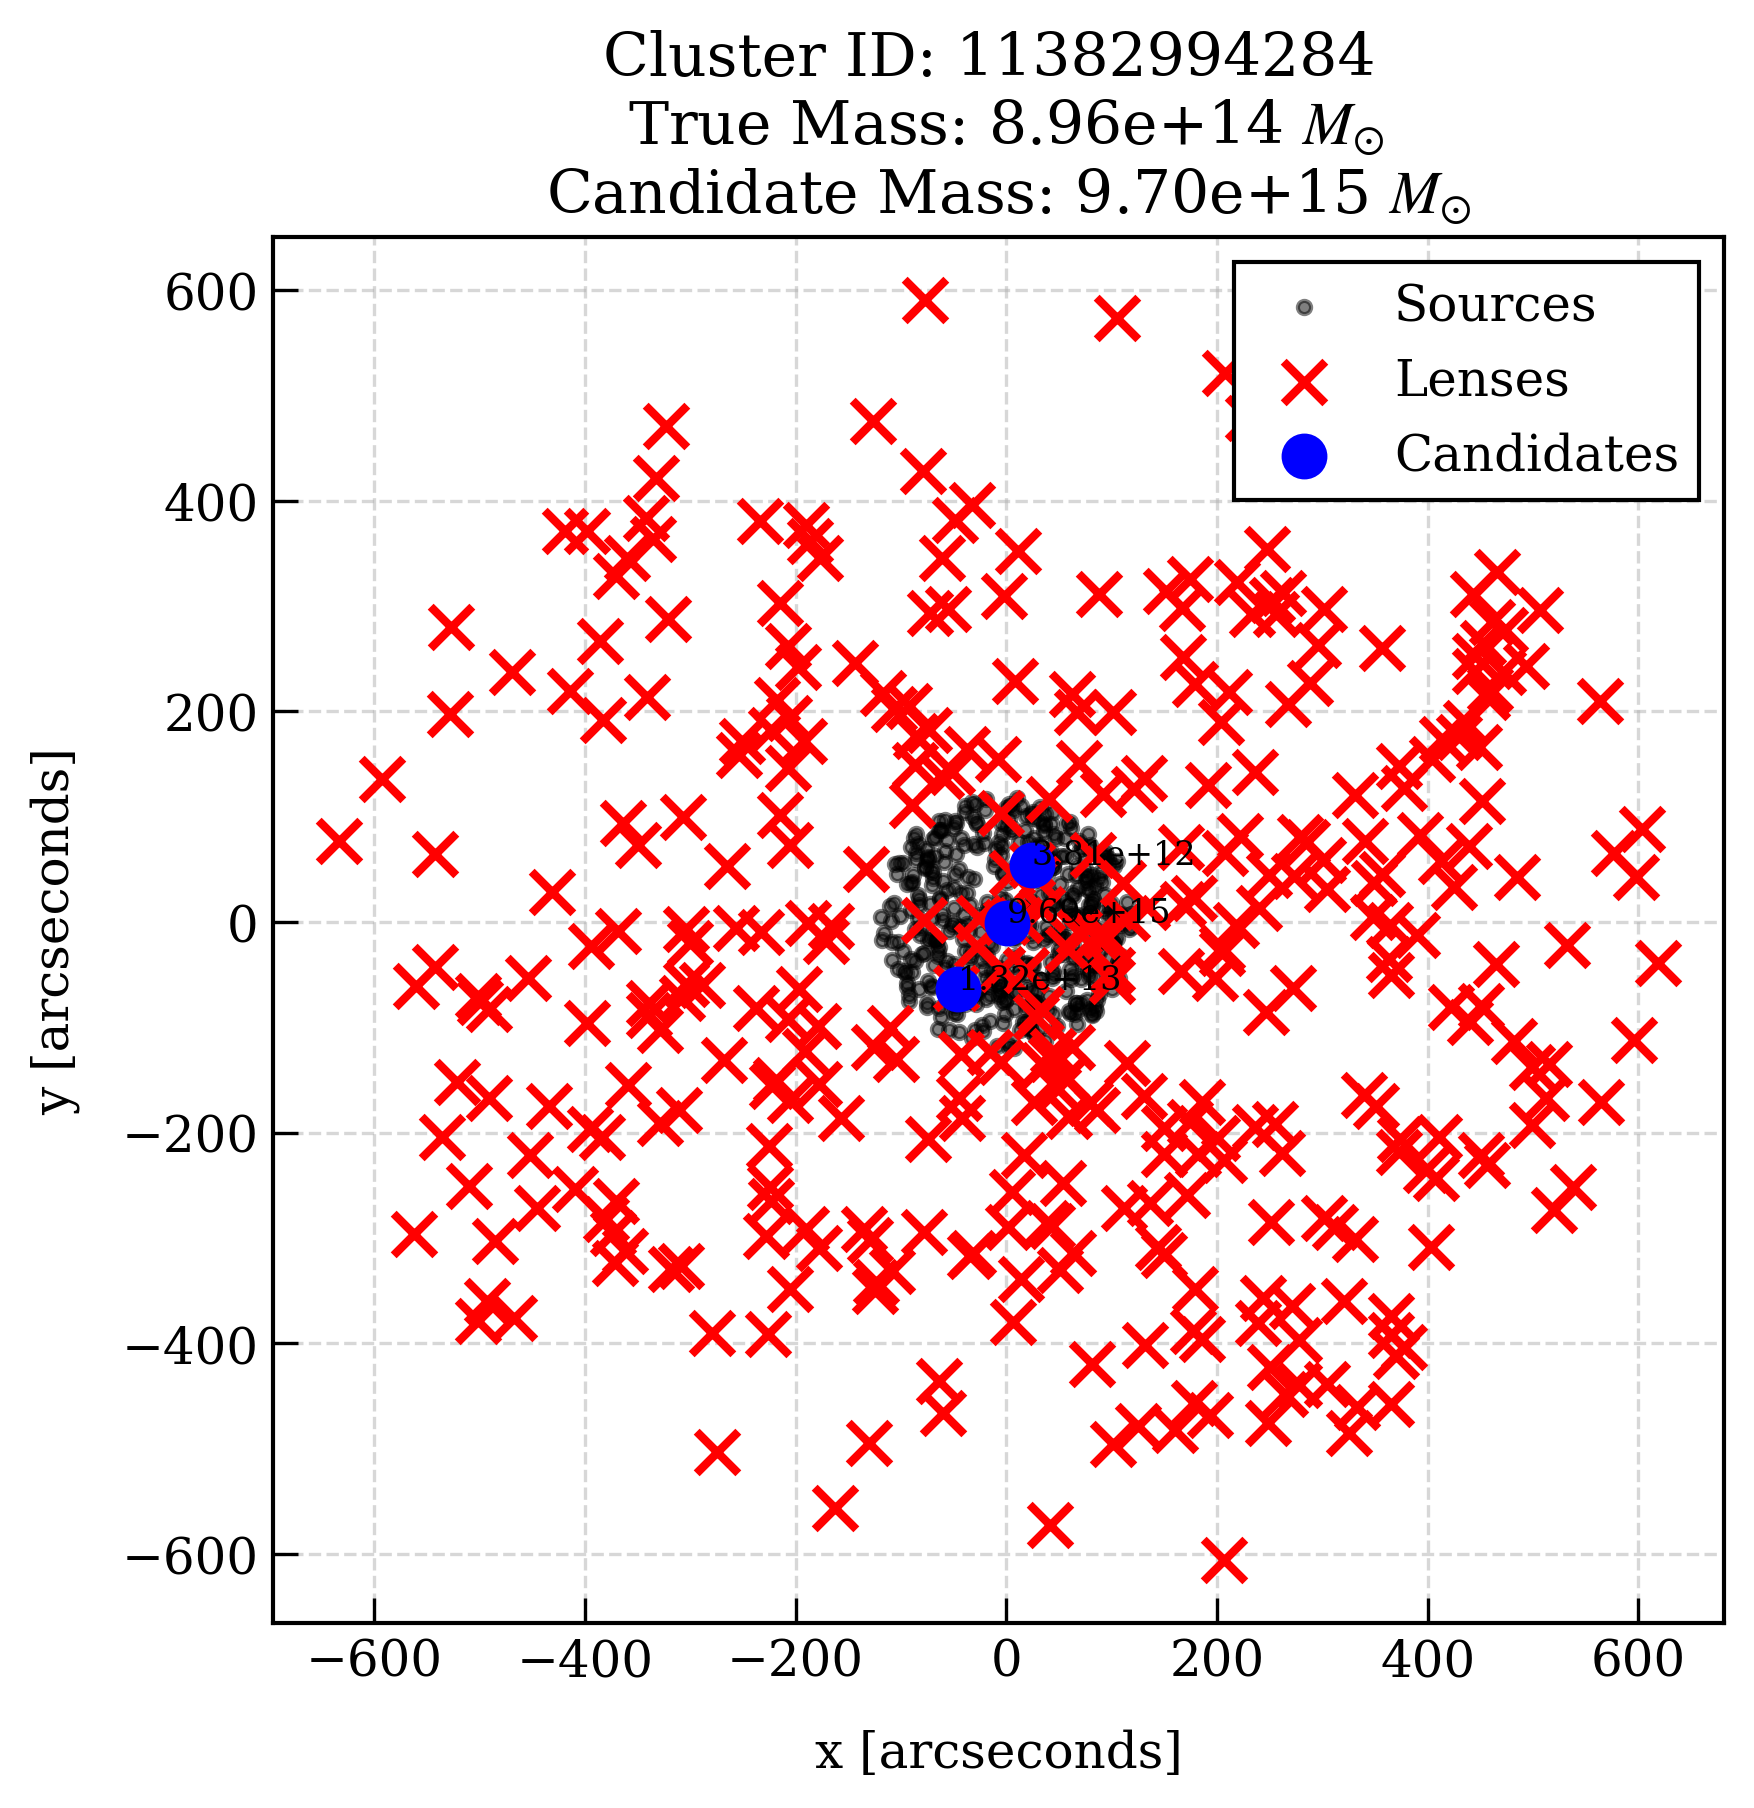 Cluster ID: 11382994284
True Mass: 8.96e+14 M⊙
Candidate Mass: 9.70e+15 M⊙
Sources
Lenses
Candidates
600
400
200
0
−200
−400
−600
3.81e+12
9.69e+15
1.32e+13
−600
−400
−200
0
200
400
600
x [arcseconds]
y [arcseconds]